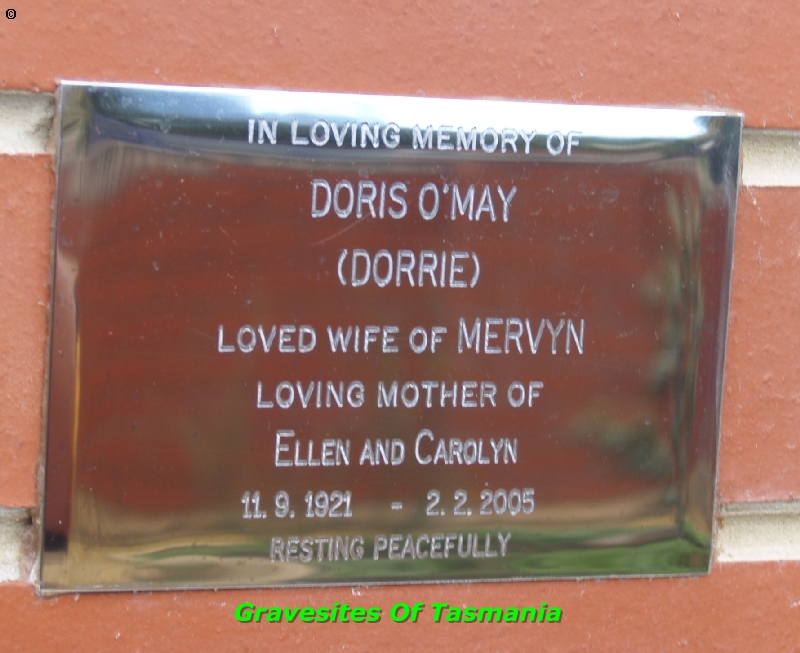 ©
IN LOVING MEMORY OF
DORIS O'MAY
(DORRIE)
LOVED WIFE OF MERVYN
LOVING MOTHER OF
ELLEN AND CAROLYN
11. 9. 1921 - 2. 2. 2005
RESTING PEACEFULLY
Gravesites Of Tasmania